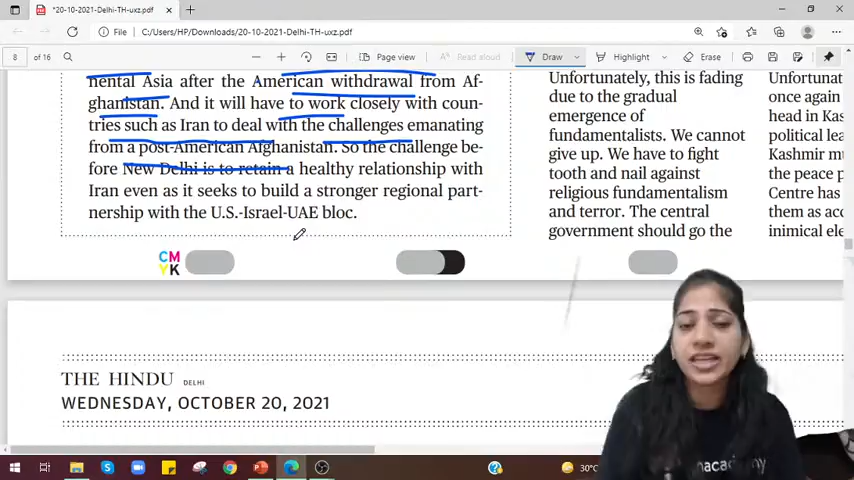 *20-10-2021-Delhi-TH-uxz.pdf
File
C:/Users/HP/Downloads/20-10-2021-Delhi-TH-uxz.pdf
8 of 16
Page view
Read aloud
Draw
Highlight
Erase
nental Asia after the American withdrawal from Af-
ghanistan. And it will have to work closely with coun-
tries such as Iran to deal with the challenges emanating
from a post-American Afghanistan. So the challenge be-
fore New Delhi is to retain a healthy relationship with
Iran even as it seeks to build a stronger regional part-
nership with the U.S.-Israel-UAE bloc.
Unfortunately, this is fading
due to the gradual
emergence of
fundamentalists. We cannot
give up. We have to fight
tooth and nail against
religious fundamentalism
and terror. The central
government should go the
Unfortunat
once again
head in Kas
political lea
Kashmir mu
the peace p
Centre has
them as acc
inimical ele
CM
YK
THE HINDU DELHI
WEDNESDAY, OCTOBER 20, 2021
nacademy
30°